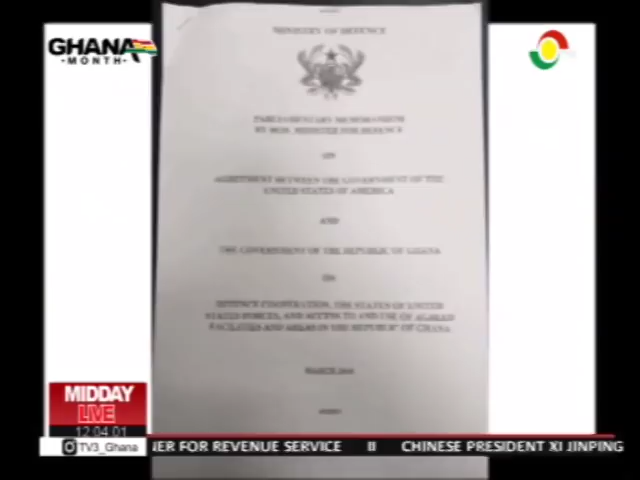 GHANA
MONTH
MINISTRY OF DEFENCE
PARLIAMENTARY MEMORANDUM
BY HON. MINISTER FOR DEFENCE
ON
AGREEMENT BETWEEN THE GOVERNMENT OF THE
UNITED STATES OF AMERICA
AND
THE GOVERNMENT OF THE REPUBLIC OF GHANA
ON
DEFENCE COOPERATION, THE STATUS OF UNITED
STATES FORCES, AND ACCESS TO AND USE OF AGREED
FACILITIES AND AREAS IN THE REPUBLIC OF GHANA
MARCH
MIDDAY
LIVE
12:04:01
TV3_Ghana
NER FOR REVENUE SERVICE II CHINESE PRESIDENT XI JINPING